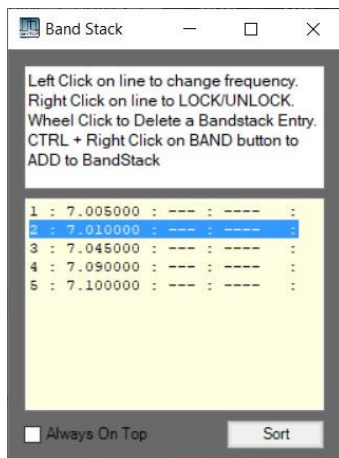 Band Stack
Left Click on line to change frequency.
Right Click on line to LOCK/UNLOCK.
Wheel Click to Delete a Bandstack Entry.
CTRL + Right Click on BAND button to
ADD to BandStack
1 : 7.005000 : --- : ---- :
2 : 7.010000 : --- : ---- :
3 : 7.045000 : --- : ---- :
4 : 7.090000 : --- : ---- :
5 : 7.100000 : --- : ---- :
Always On Top
Sort